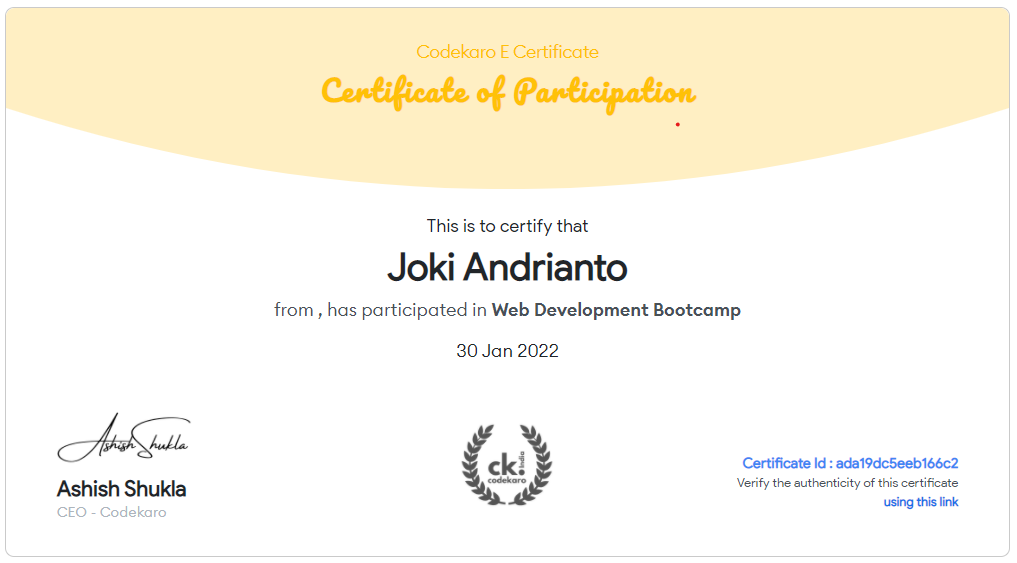 Codekaro E Certificate
Certificate of Participation
This is to certify that
Joki Andrianto
from , has participated in Web Development Bootcamp
30 Jan 2022
Ashish Shukla
Ashish Shukla
CEO - Codekaro
ck:
India
codekaro
Certificate Id : ada19dc5eeb166c2
Verify the authenticity of this certificate
using this link